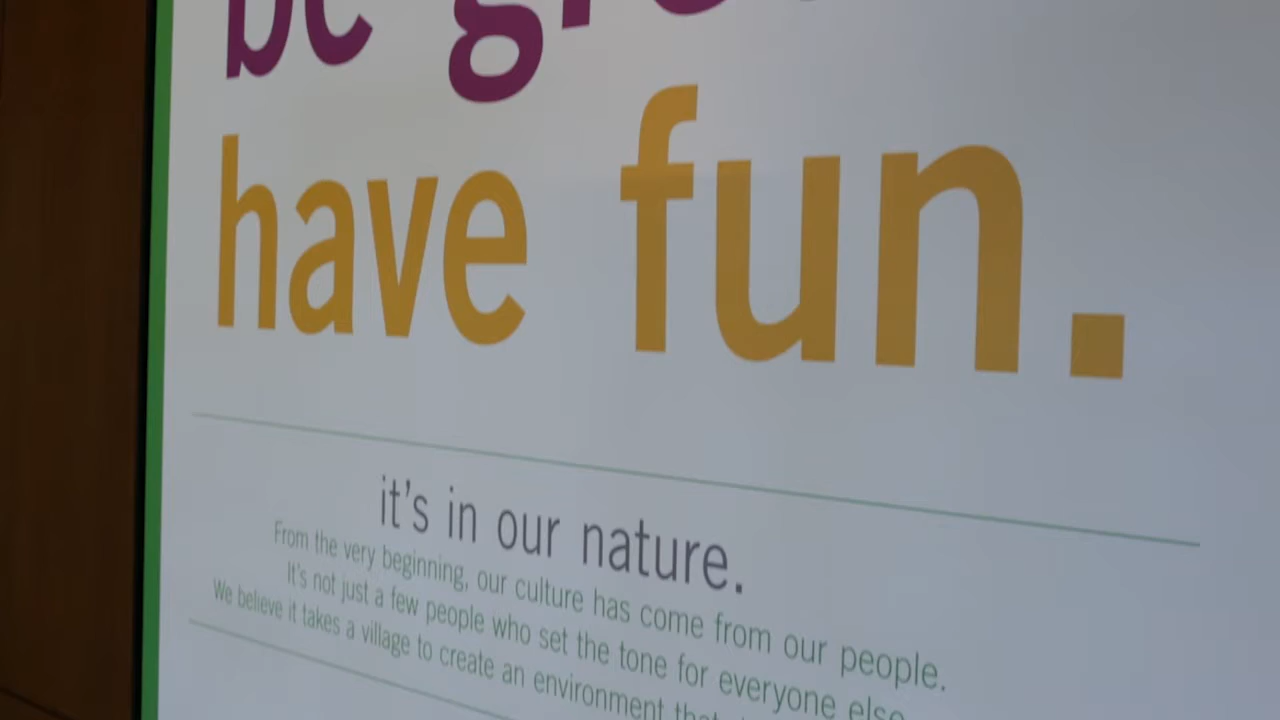 be
have fun.
it's in our nature.
From the very beginning, our culture has come from our people.
It's not just a few people who set the tone for everyone else
We believe it takes a village to create an environment that